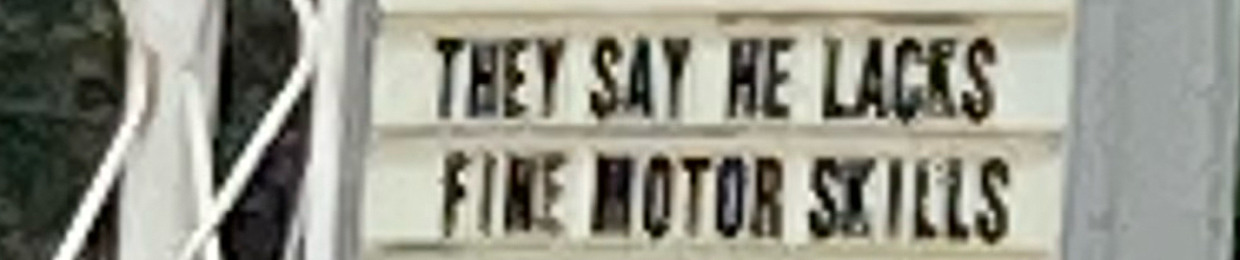 THEY SAY HE LACKS
FINE MOTOR SKILLS